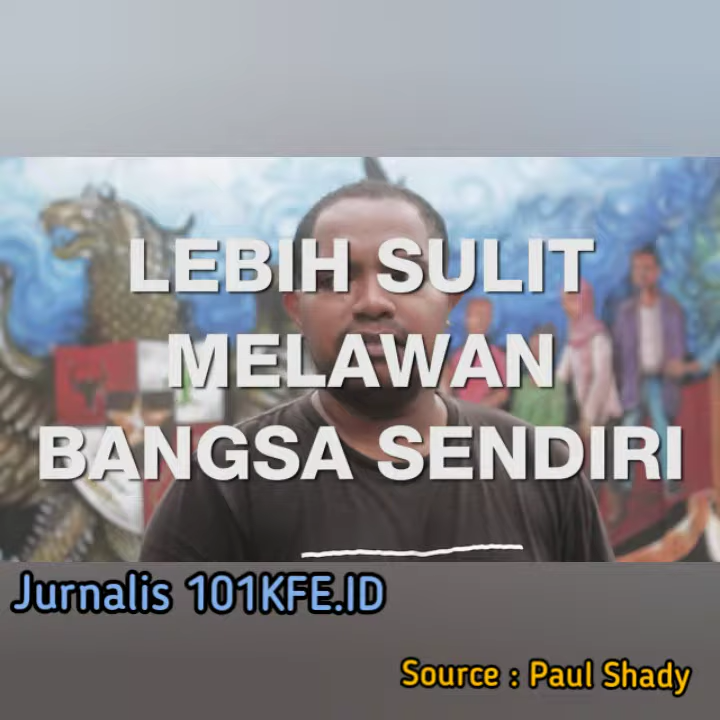 LEBIH SULIT
MELAWAN
BANGSA SENDIRI
Jurnalis 101KFE.ID
Source : Paul Shady